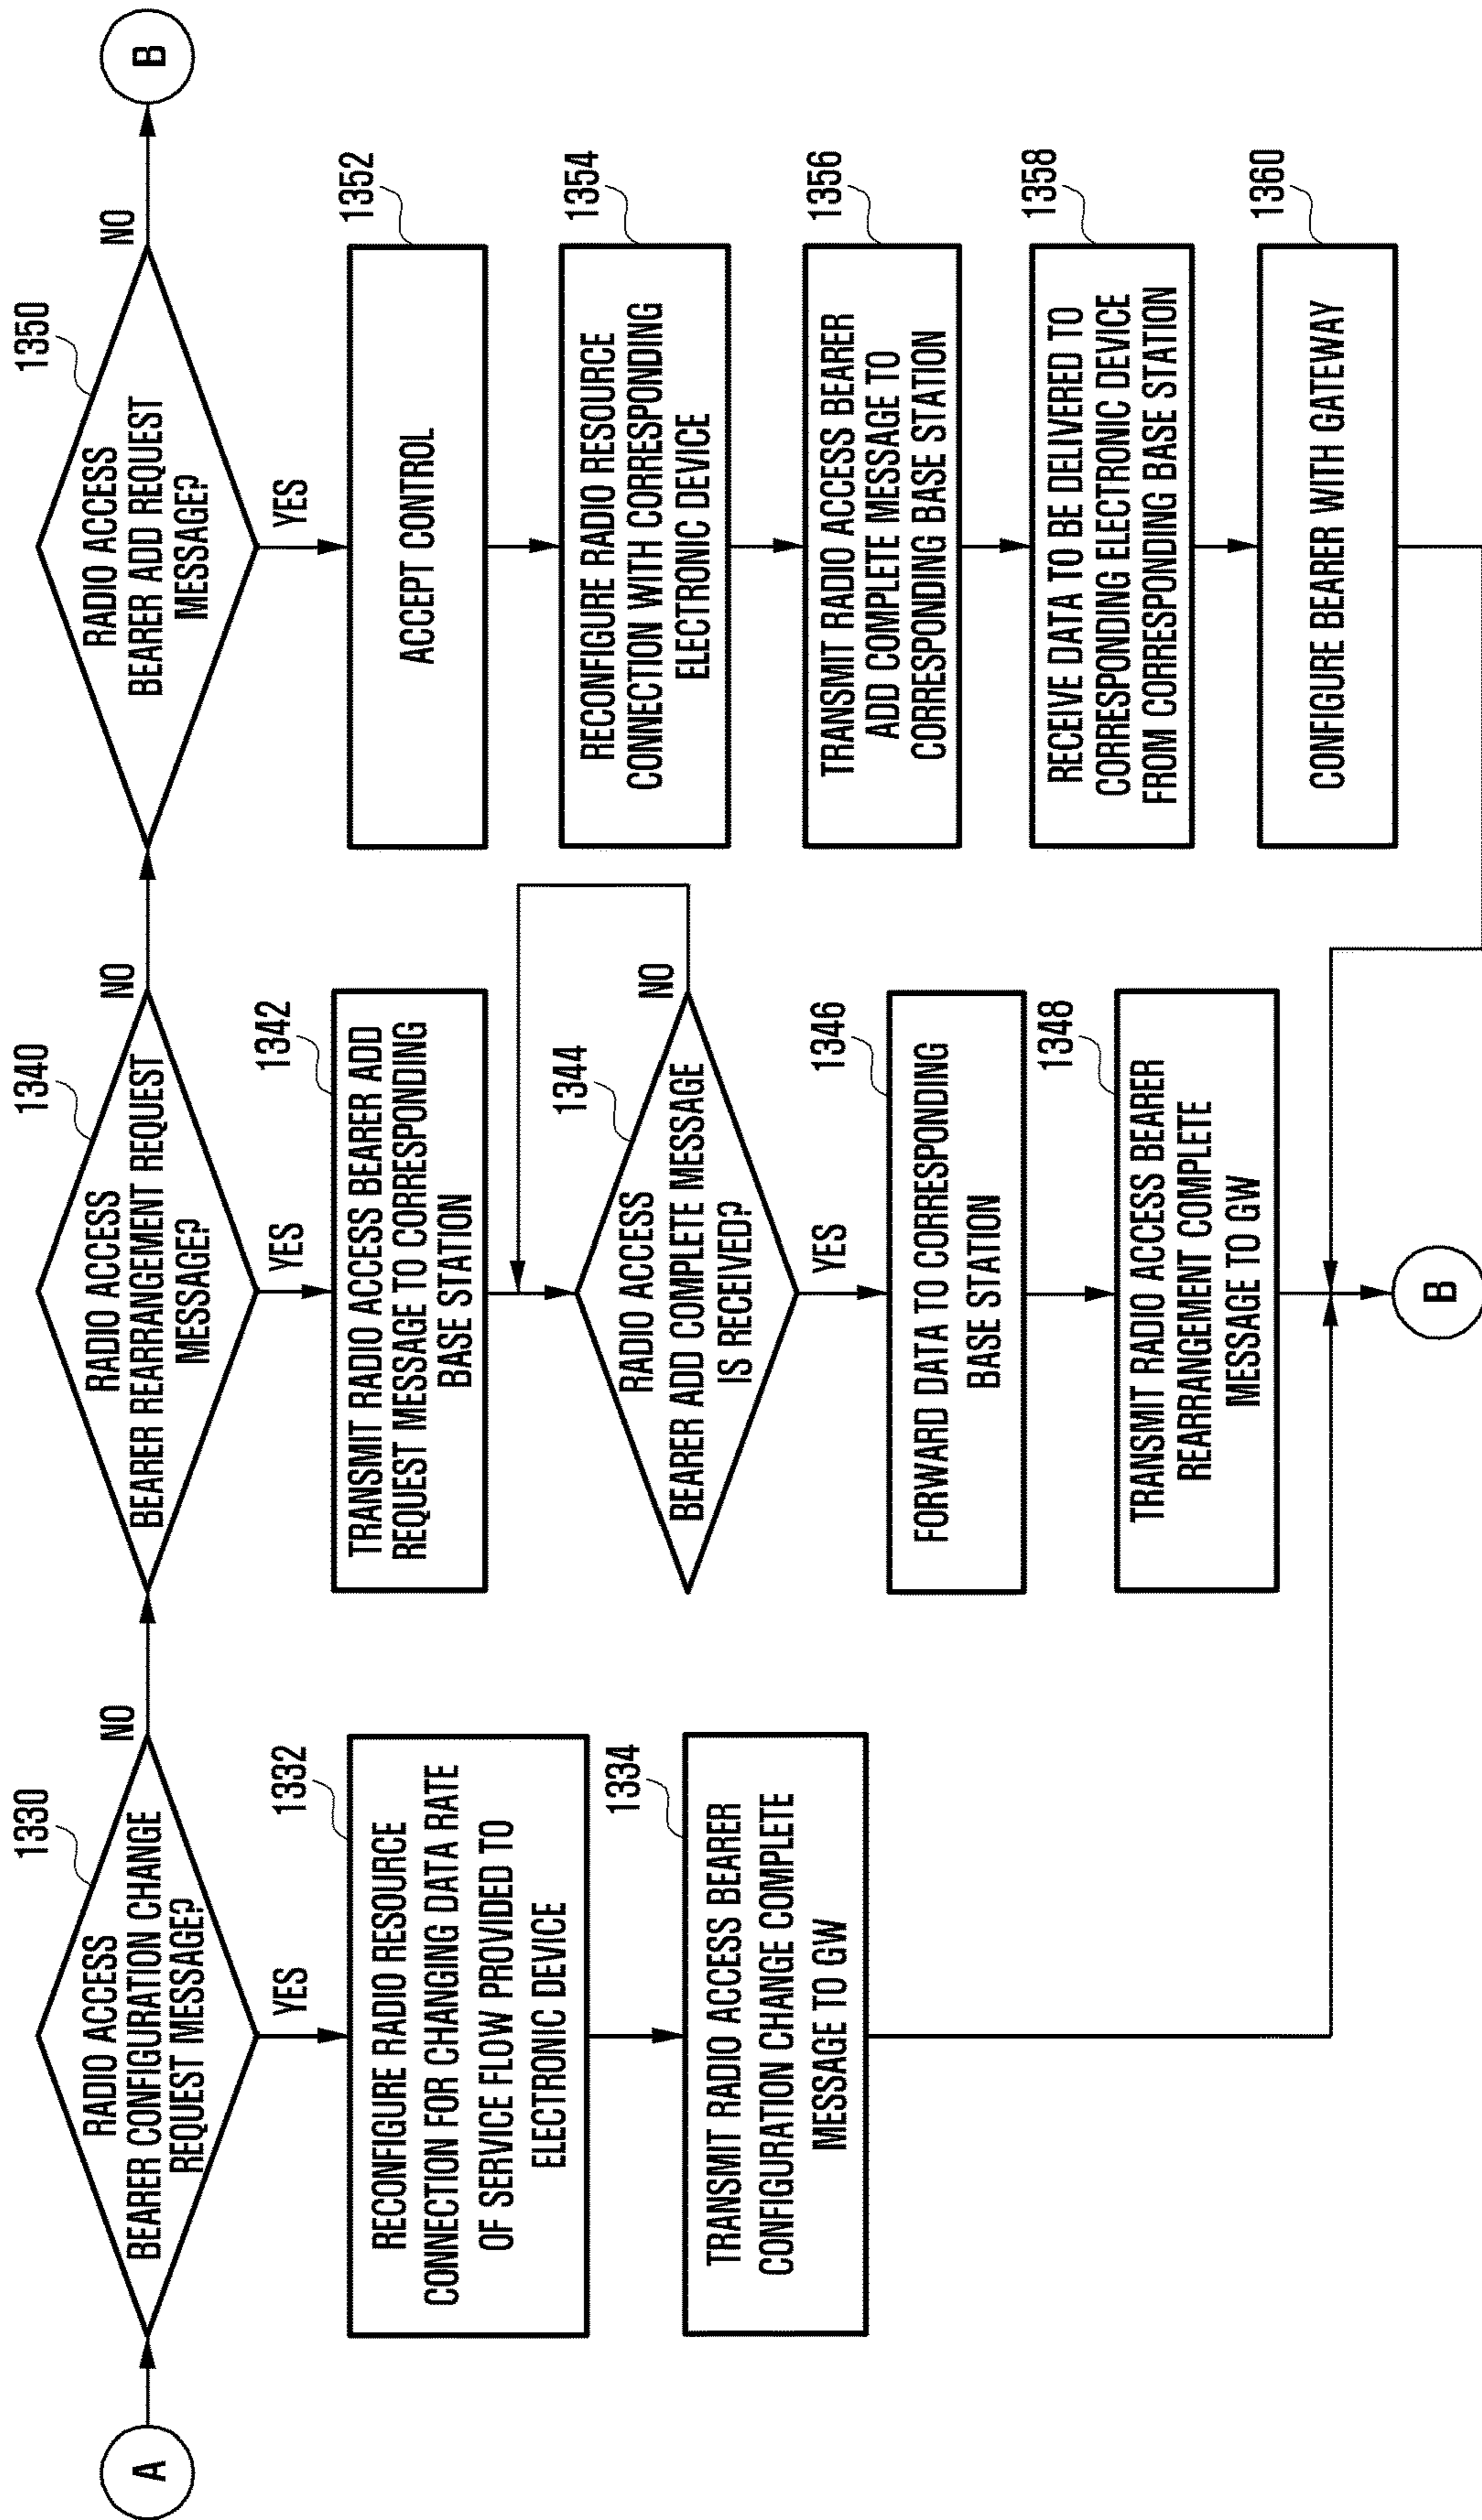 A
1330
RADIO ACCESS
BEARER CONFIGURATION CHANGE
REQUEST MESSAGE?
NO
YES
1332
RECONFIGURE RADIO RESOURCE
CONNECTION FOR CHANGING DATA RATE
OF SERVICE FLOW PROVIDED TO
ELECTRONIC DEVICE
1334
TRANSMIT RADIO ACCESS BEARER
CONFIGURATION CHANGE COMPLETE
MESSAGE TO GW
1340
RADIO ACCESS
BEARER REARRANGEMENT REQUEST
MESSAGE?
NO
YES
1342
TRANSMIT RADIO ACCESS BEARER ADD
REQUEST MESSAGE TO CORRESPONDING
BASE STATION
1344
RADIO ACCESS
BEARER ADD COMPLETE MESSAGE
IS RECEIVED?
NO
YES
1346
FORWARD DATA TO CORRESPONDING
BASE STATION
1348
TRANSMIT RADIO ACCESS BEARER
REARRANGEMENT COMPLETE
MESSAGE TO GW
B
1350
RADIO ACCESS
BEARER ADD REQUEST
MESSAGE?
NO
B
YES
1352
ACCEPT CONTROL
1354
RECONFIGURE RADIO RESOURCE
CONNECTION WITH CORRESPONDING
ELECTRONIC DEVICE
1356
TRANSMIT RADIO ACCESS BEARER
ADD COMPLETE MESSAGE TO
CORRESPONDING BASE STATION
1358
RECEIVE DATA TO BE DELIVERED TO
CORRESPONDING ELECTRONIC DEVICE
FROM CORRESPONDING BASE STATION
1360
CONFIGURE BEARER WITH GATEWAY